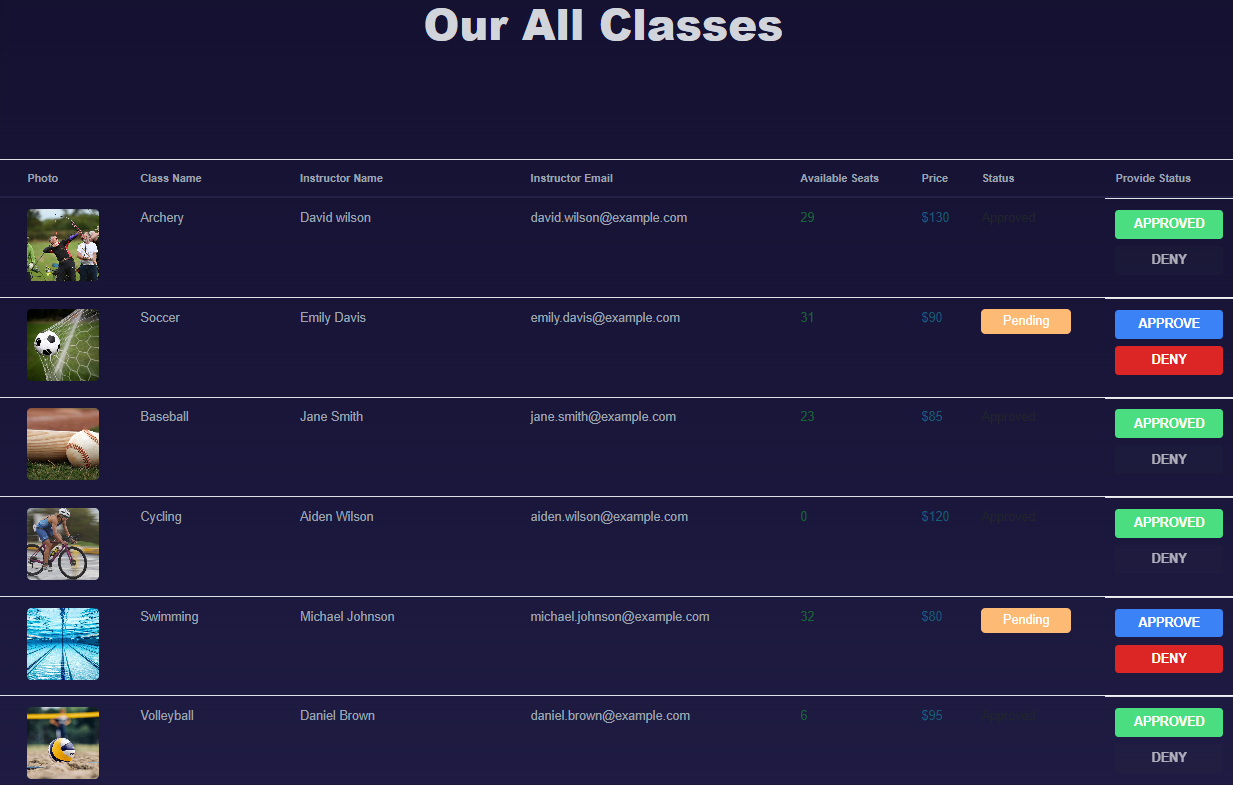 Our All Classes
Photo Class Name Instructor Name Instructor Email Available Seats Price Status Provide Status
Archery David wilson david.wilson@example.com 29 $130 Approved APPROVED
DENY
Soccer Emily Davis emily.davis@example.com 31 $90 Pending APPROVE
DENY
Baseball Jane Smith jane.smith@example.com 23 $85 Approved APPROVED
DENY
Cycling Aiden Wilson aiden.wilson@example.com 0 $120 Approved APPROVED
DENY
Swimming Michael Johnson michael.johnson@example.com 32 $80 Pending APPROVE
DENY
Volleyball Daniel Brown daniel.brown@example.com 6 $95 Approved APPROVED
DENY